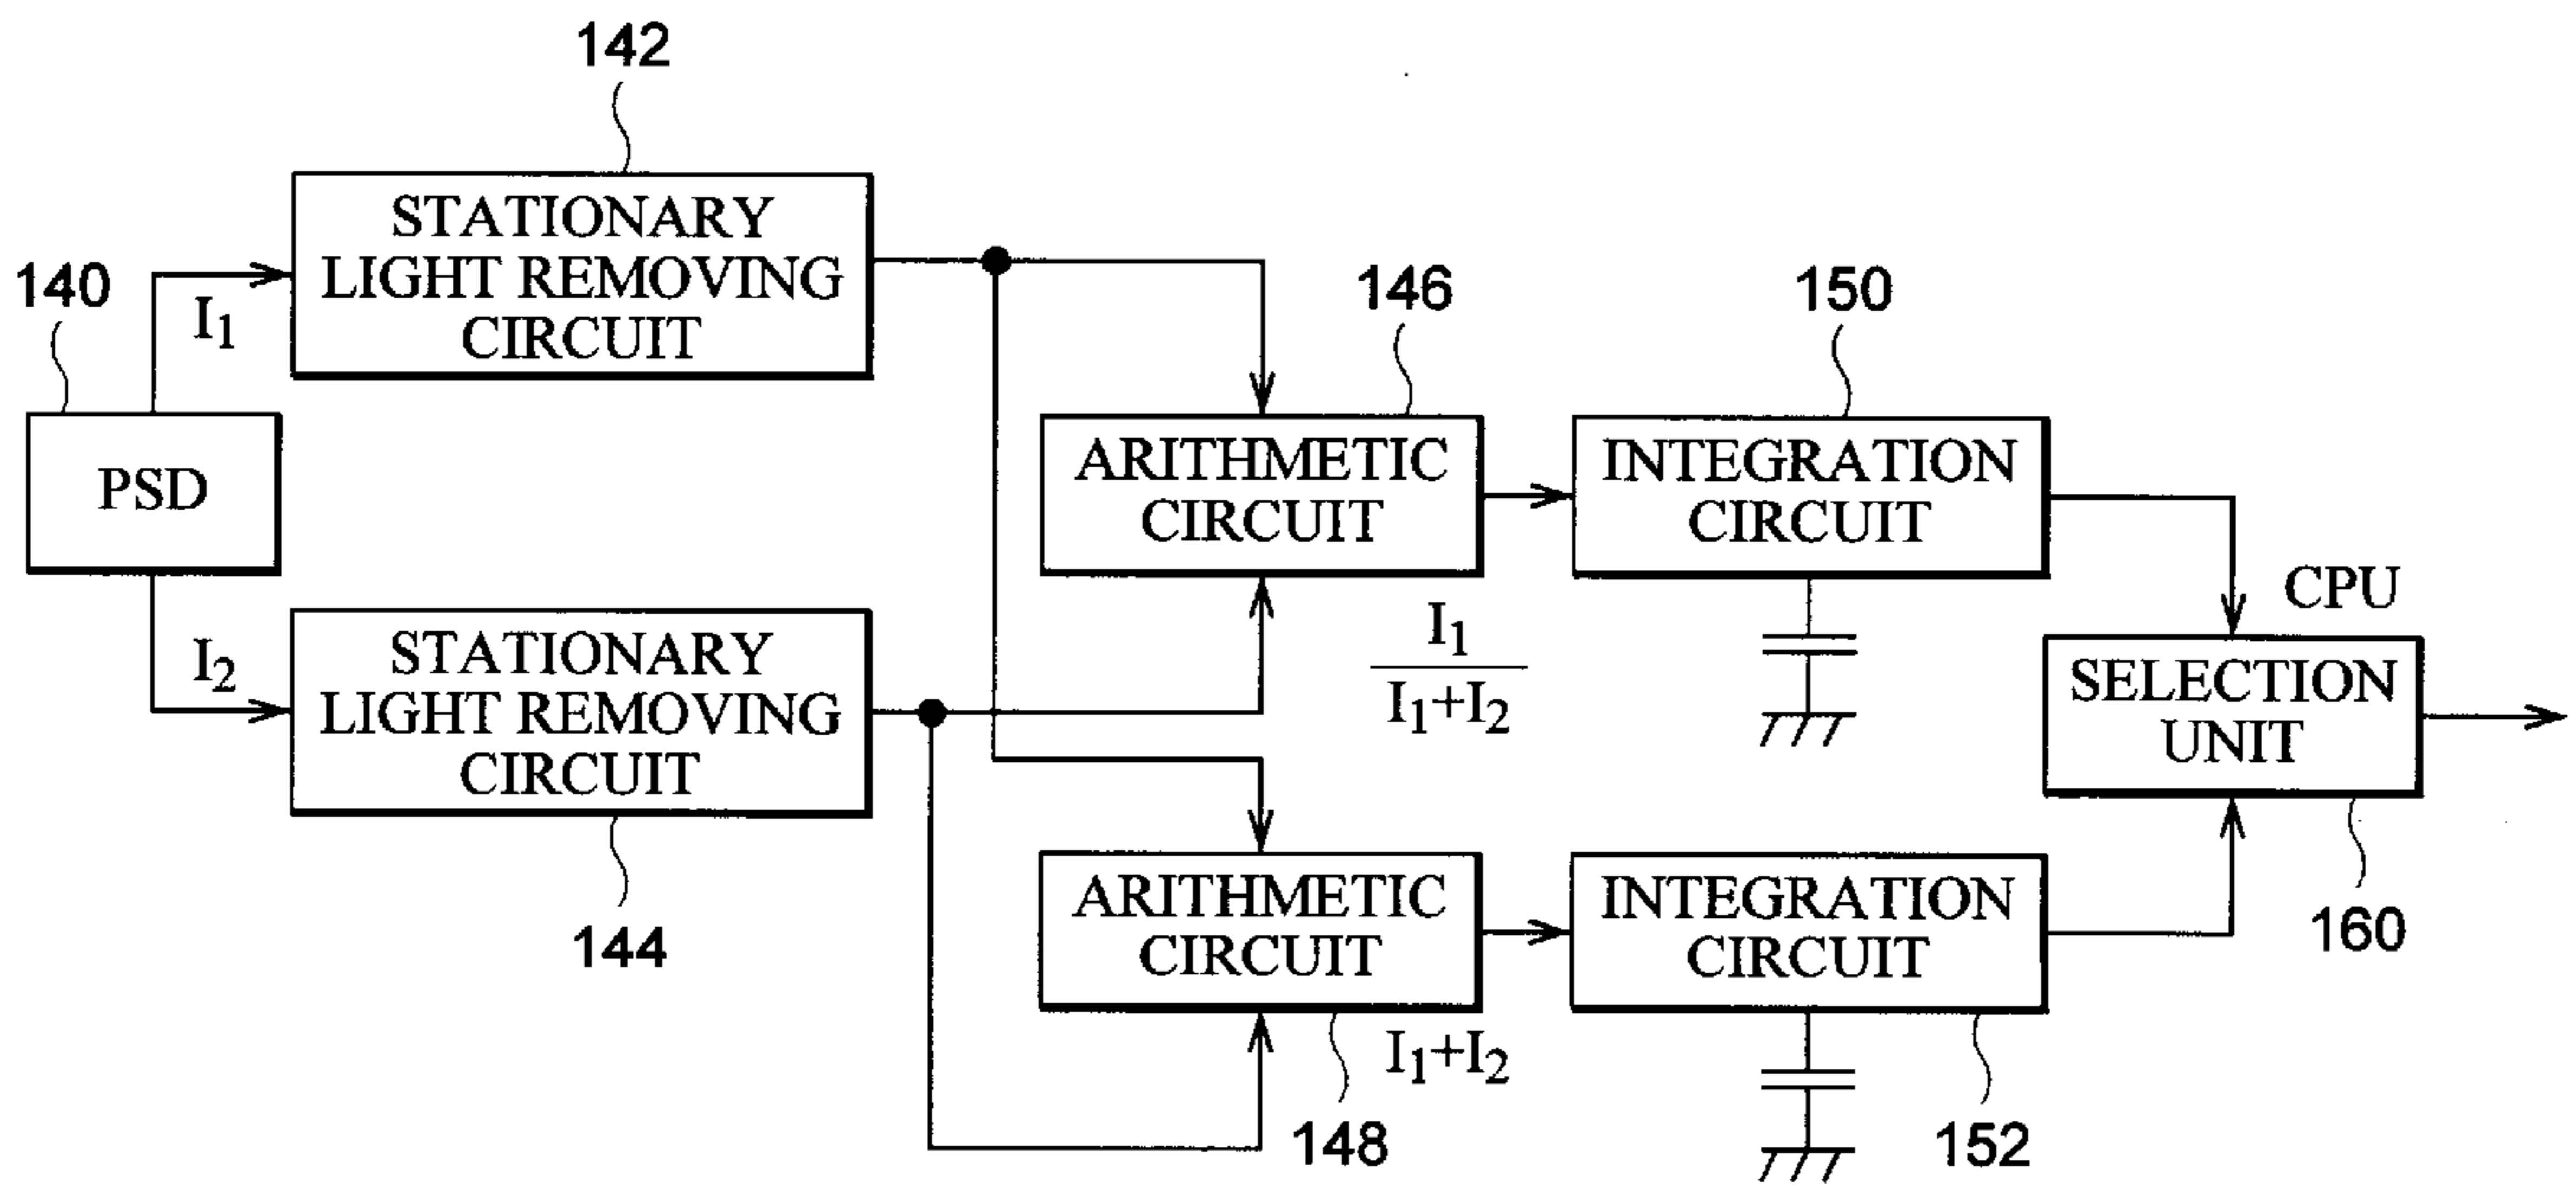 142
STATIONARY
LIGHT REMOVING
CIRCUIT
140
I1
PSD
I2
STATIONARY
LIGHT REMOVING
CIRCUIT
144
146
ARITHMETIC
CIRCUIT
I1
I1+I2
150
INTEGRATION
CIRCUIT
CPU
SELECTION
UNIT
160
ARITHMETIC
CIRCUIT
I1+I2
148
INTEGRATION
CIRCUIT
152